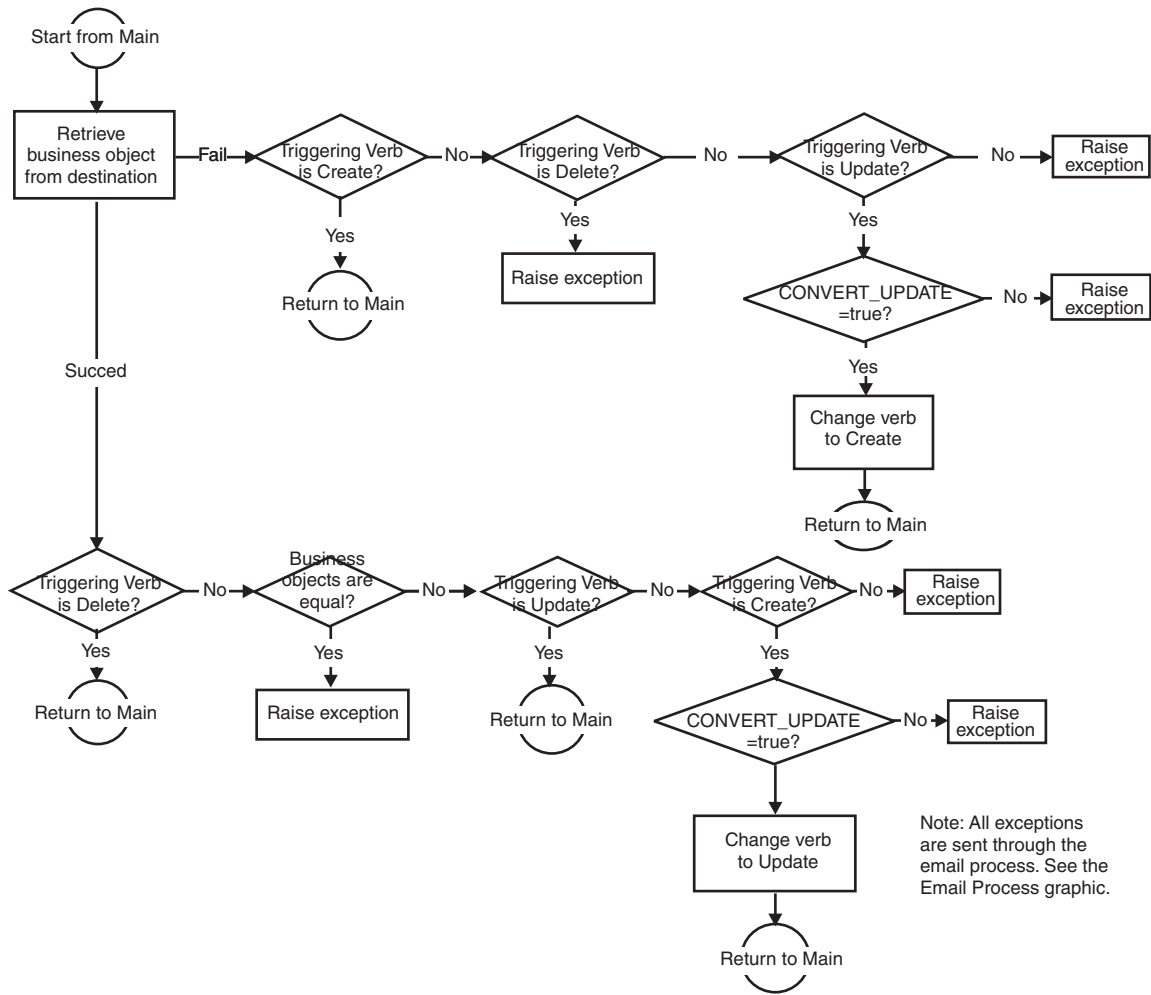 Start from Main
Retrieve
business object
from destination
Fail
Triggering Verb
is Create?
No
Triggering Verb
is Delete?
No
Triggering Verb
is Update?
No
Raise
exception
Yes
Return to Main
Yes
Raise exception
Yes
CONVERT_UPDATE
=true?
No
Raise
exception
Yes
Change verb
to Create
Return to Main
Succed
Triggering Verb
is Delete?
No
Business
objects are
equal?
No
Triggering Verb
is Update?
No
Triggering Verb
is Create?
No
Raise
exception
Yes
Return to Main
Yes
Raise exception
Yes
Return to Main
Yes
CONVERT_UPDATE
=true?
No
Raise
exception
Change verb
to Update
Return to Main
Note: All exceptions
are sent through the
email process. See the
Email Process graphic.